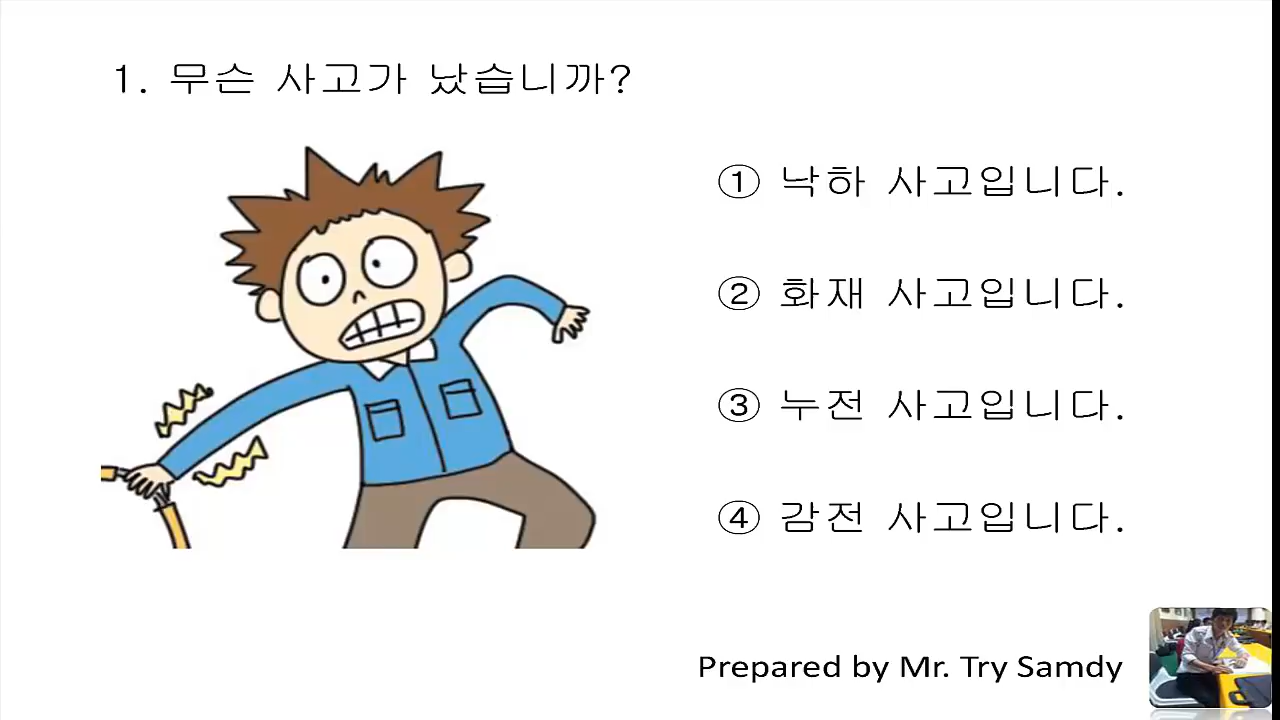 1. 무슨 사고가 났습니까?
① 낙하 사고입니다.
② 화재 사고입니다.
③ 누전 사고입니다.
④ 감전 사고입니다.
Prepared by Mr. Try Samdy